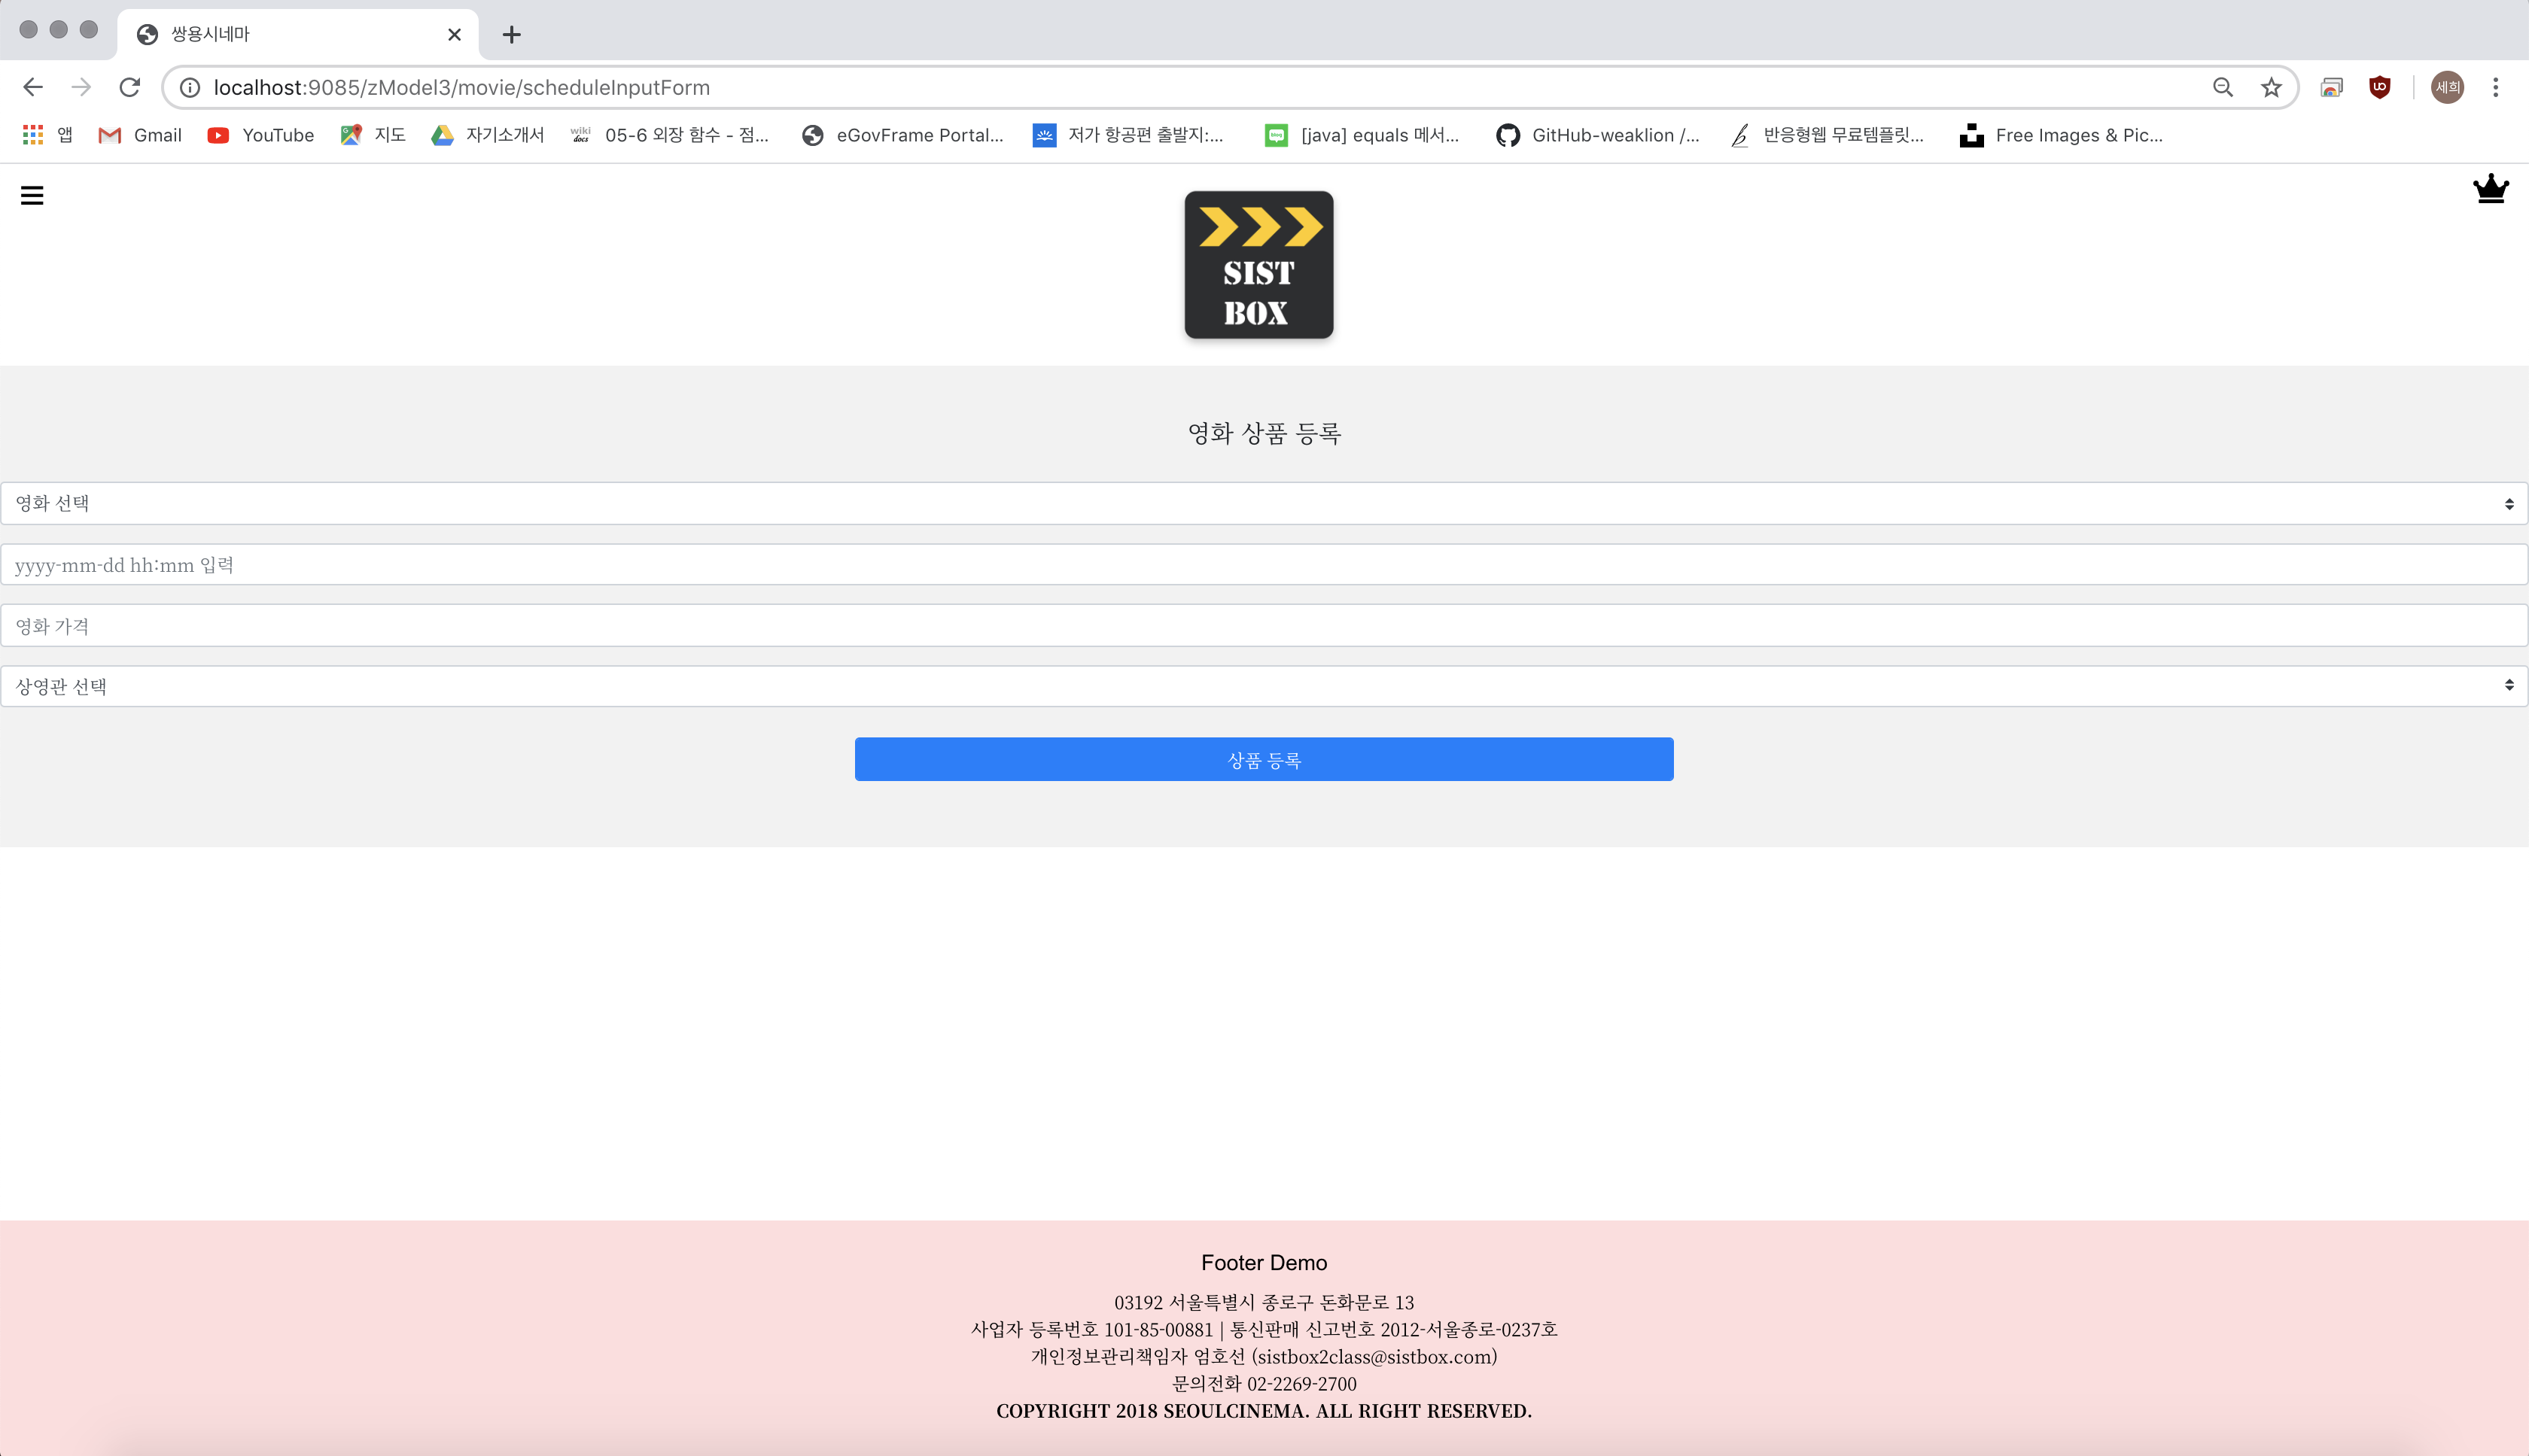 쌍용시네마
localhost:9085/zModel3/movie/scheduleInputForm
세희
앱 Gmail YouTube 지도 자기소개서 wiki docs 05-6 외장 함수 - 점... eGovFrame Portal... 저가 항공편 출발지:... blog [java] equals 메서... GitHub-weaklion /... 반응형웹 무료템플릿... Free Images & Pic...
SIST
BOX
영화 상품 등록
영화 선택
yyyy-mm-dd hh:mm 입력
영화 가격
상영관 선택
상품 등록
Footer Demo
03192 서울특별시 종로구 돈화문로 13
사업자 등록번호 101-85-00881 | 통신판매 신고번호 2012-서울종로-0237호
개인정보관리책임자 엄호선 (sistbox2class@sistbox.com)
문의전화 02-2269-2700
COPYRIGHT 2018 SEOULCINEMA. ALL RIGHT RESERVED.